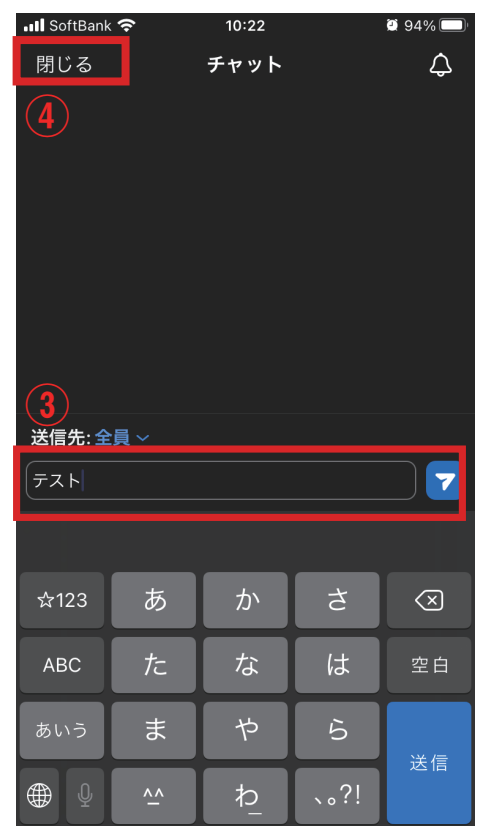 SoftBank 10:22 94%
閉じる チャット
④
③
送信先: 全員
テスト
☆123 あ か さ
ABC た な は 空白
あいう ま や ら 送信
^_^ わ_ 、。?!